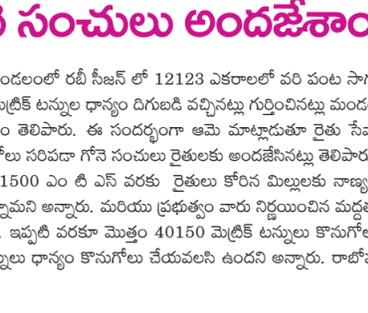 సంచులు అందజేశాం
మండలంలో రబీ సీజన్ లో 12123 ఎకరాలలో వరి పంట సాగ
మెట్రిక్ టన్నుల ధాన్యం దిగుబడి వచ్చినట్లు గుర్తించినట్లు మండ
తెలిపారు. ఈ సందర్భంగా ఆమె మాట్లాడుతూ రైతు సేవ
సరిపడా గోనె సంచులు రైతులకు అందజేసినట్లు తెలిపారు
1500 ఎం టి ఎస్ వరకు రైతులు కోరిన మిల్లులకు నాణ్య
అన్నారు. మరియు ప్రభుత్వం వారు నిర్ణయించిన మద్దత
ఇప్పటి వరకూ మొత్తం 40150 మెట్రిక్ టన్నులు కొనుగోల
ధాన్యం కొనుగోలు చేయవలసి ఉందని అన్నారు. రాబో